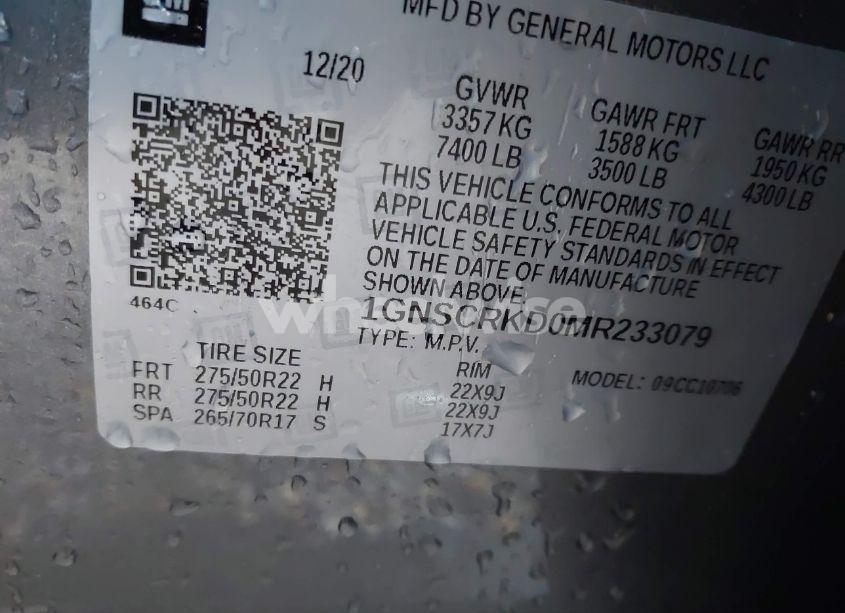 GM
MFD BY GENERAL MOTORS LLC
12/20
GVWR
3357 KG
7400 LB
GAWR FRT
1588 KG
3500 LB
GAWR RR
1950 KG
4300 LB
THIS VEHICLE CONFORMS TO ALL
APPLICABLE U.S. FEDERAL MOTOR
VEHICLE SAFETY STANDARDS IN EFFECT
ON THE DATE OF MANUFACTURE
SHOWN ABOVE.
1GNSCRKD0MR233079
TYPE: M.P.V.
MODEL: 09CC10706
464C
TIRE SIZE RIM
FRT 275/50R22 H 22X9J
RR 275/50R22 H 22X9J
SPA 265/70R17 S 17X7J